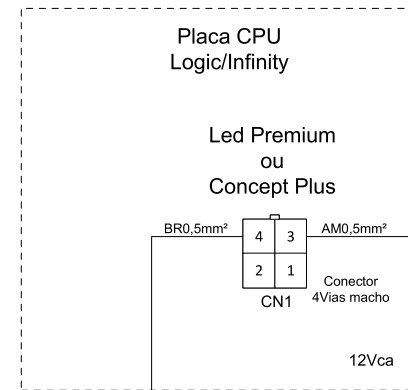 Placa CPU
Logic/Infinity
Led Premium
ou
Concept Plus
BR0,5mm² 4 3 AM0,5mm²
2 1
CN1
Conector
4Vias macho
12Vca